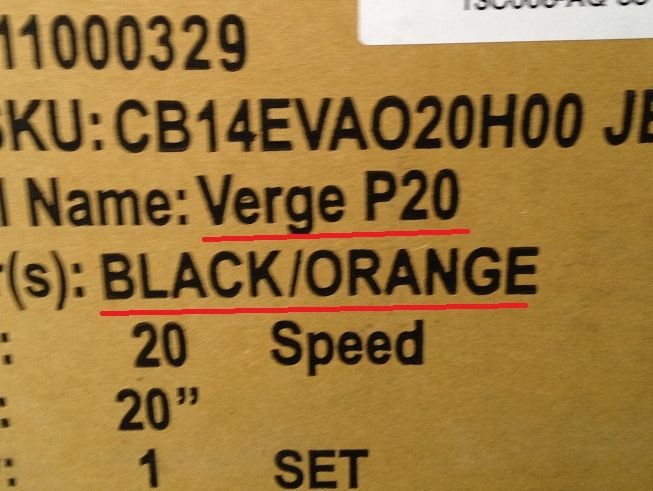 11000329
SKU: CB14EVAO20H00
Name: Verge P20
(s): BLACK/ORANGE
: 20 Speed
: 20”
: 1 SET